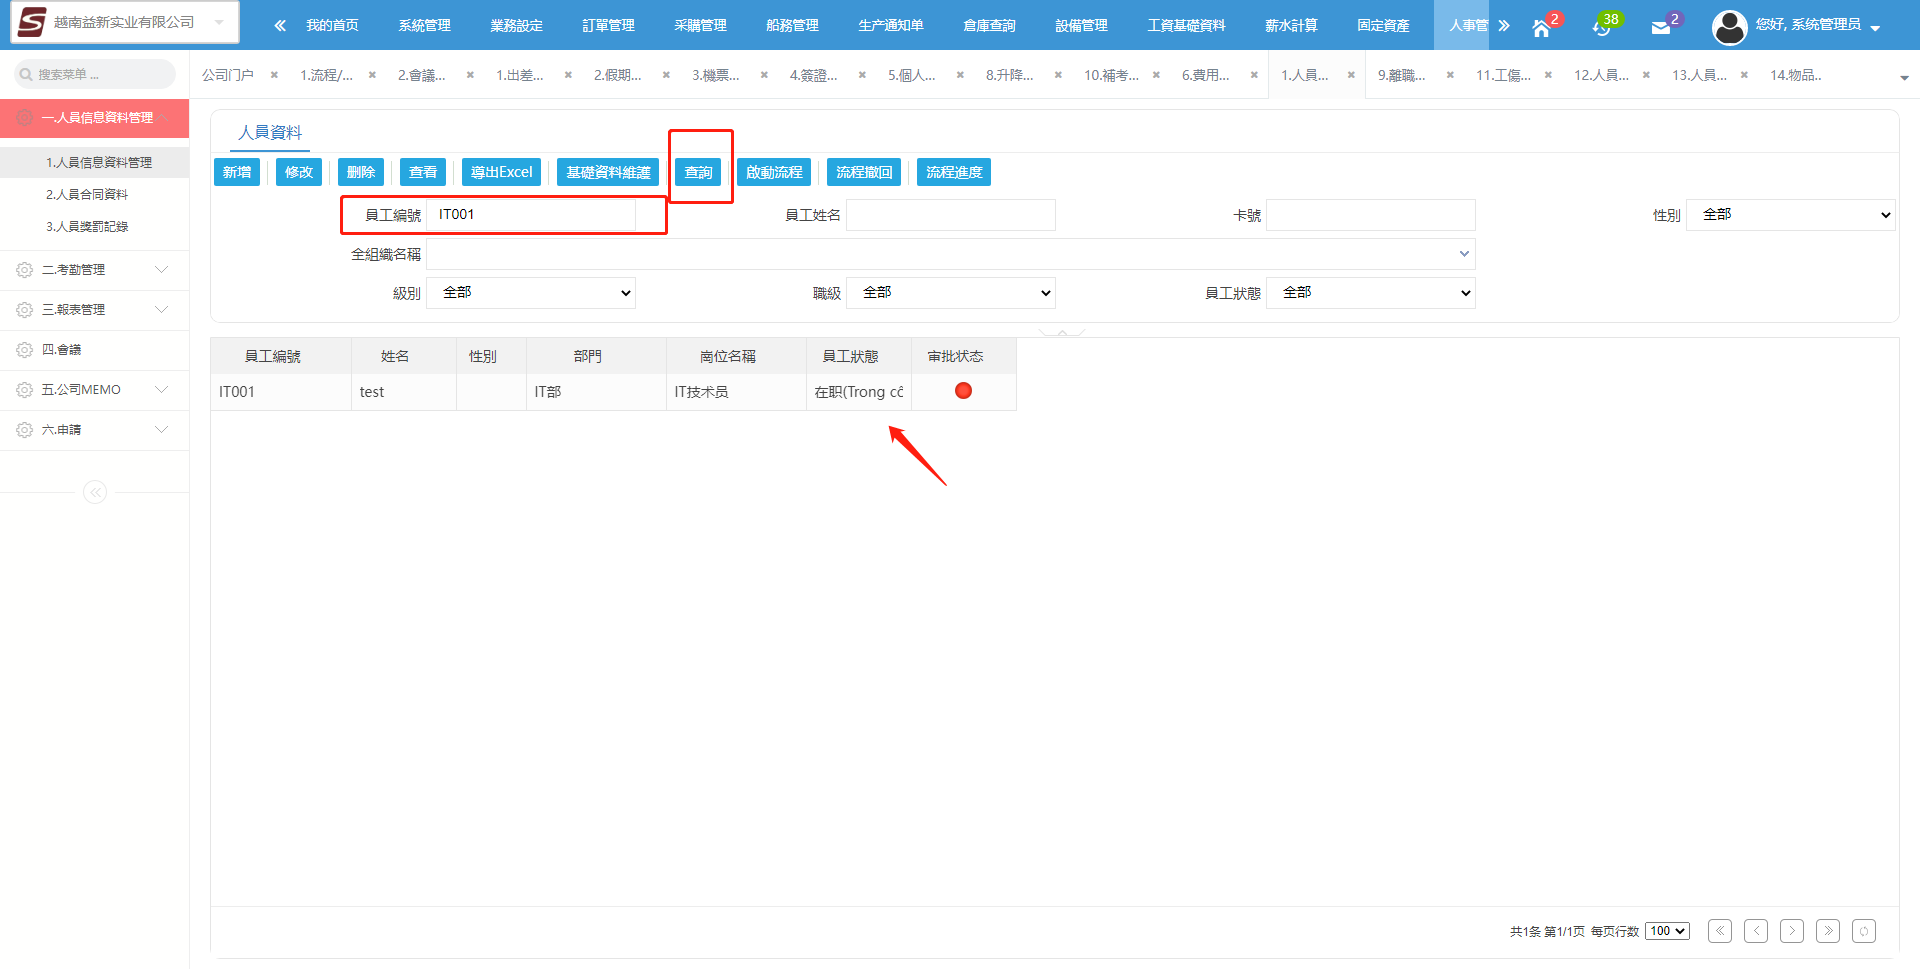 越南益新实业有限公司
我的首页 系統管理 業務設定 訂單管理 采購管理 船務管理 生产通知单 倉庫查詢 設備管理 工資基礎資料 薪水計算 固定資產 人事管
2 38 2 您好, 系统管理员
搜索菜单 ...
公司门户 1.流程/... 2.會議... 1.出差... 2.假期... 3.機票... 4.簽證... 5.個人... 8.升降... 10.補考... 6.費用... 1.人員... 9.離職... 11.工傷... 12.人員... 13.人員... 14.物品..
一.人員信息資料管理
1.人員信息資料管理
2.人員合同資料
3.人員獎罰記錄
二.考勤管理
三.報表管理
四.會議
五.公司MEMO
六.申請
人員資料
新增 修改 刪除 查看 導出Excel 基礎資料維護 查詢 啟動流程 流程撤回 流程進度
員工編號 IT001 員工姓名 卡號 性別 全部
全組織名稱
級別 全部 職級 全部 員工狀態 全部
員工編號 姓名 性別 部門 崗位名稱 員工狀態 审批状态
IT001 test IT部 IT技术员 在职(Trong cô
共1条 第1/1页 每页行数 100